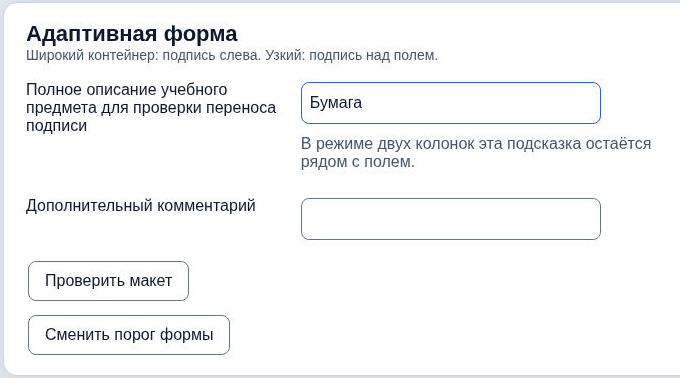 Адаптивная форма
Широкий контейнер: подпись слева. Узкий: подпись над полем.
Полное описание учебного
предмета для проверки переноса
подписи
Бумага
В режиме двух колонок эта подсказка остаётся
рядом с полем.
Дополнительный комментарий
Проверить макет
Сменить порог формы